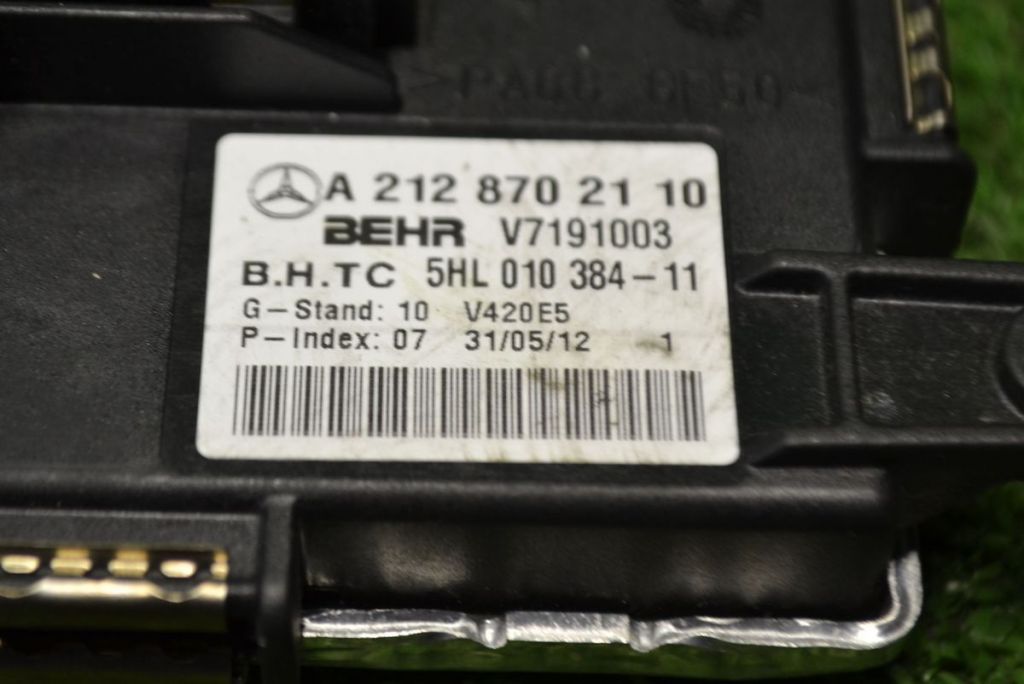 A 212 870 21 10
BEHR V7191003
B.H.TC 5HL 010 384-11
G-Stand: 10 V420E5
P-Index: 07 31/05/12 1